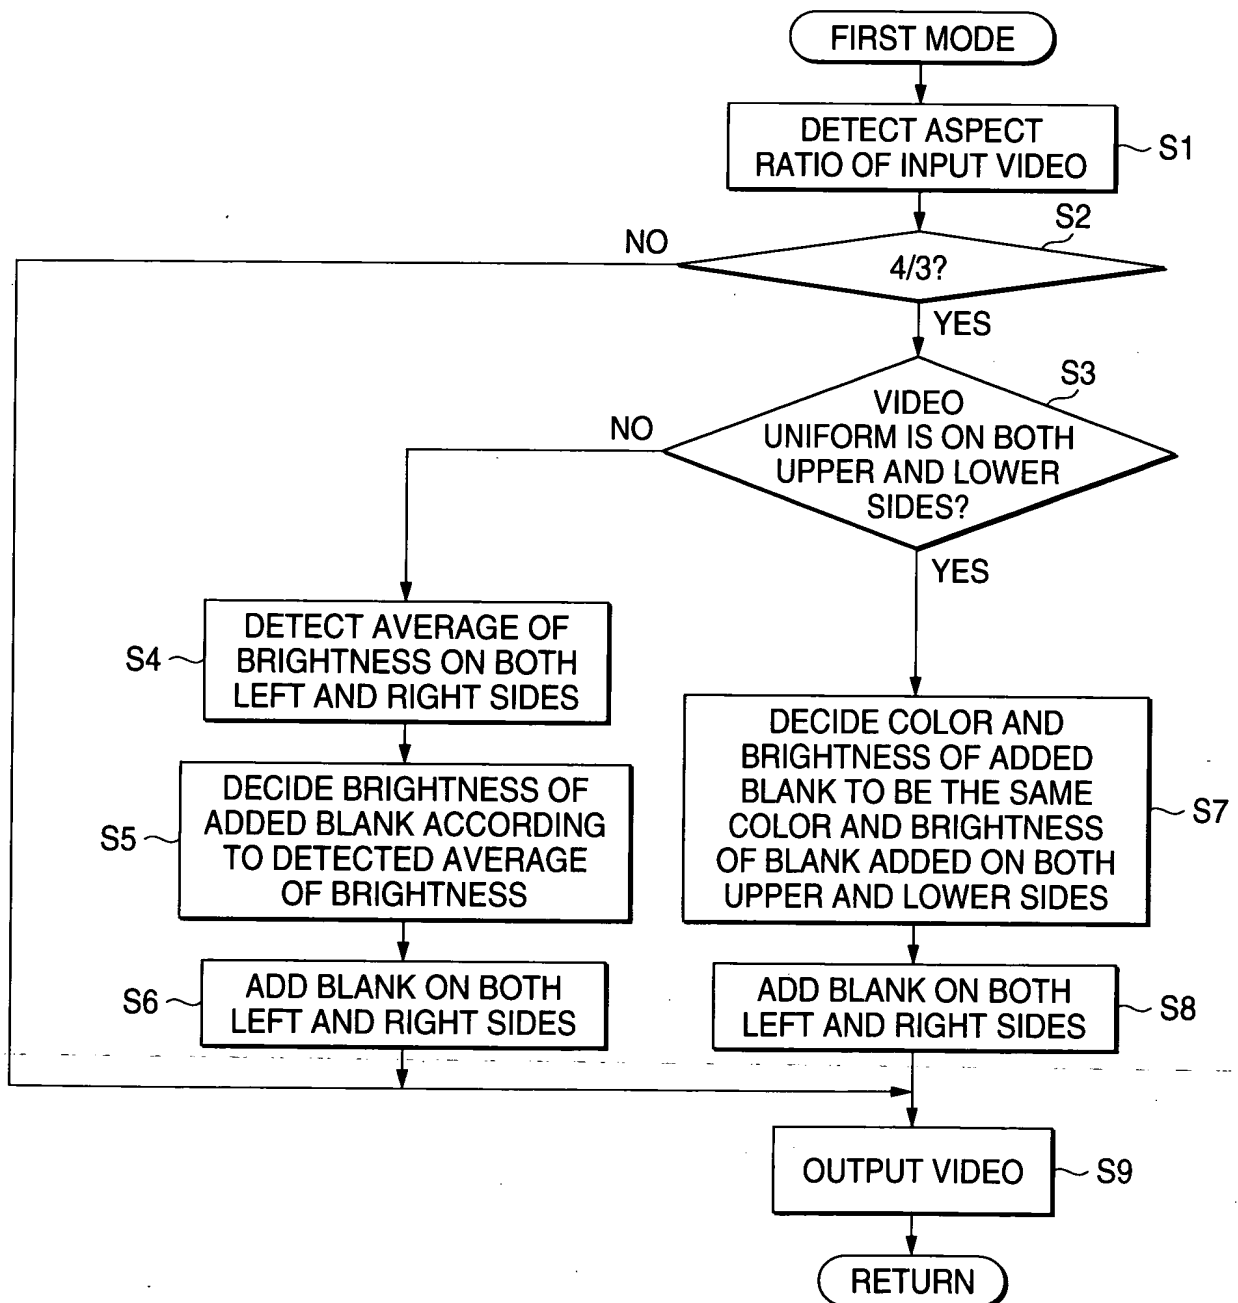 FIRST MODE
DETECT ASPECT
RATIO OF INPUT VIDEO
S1
S2
NO
4/3?
YES
S3
NO
VIDEO
UNIFORM IS ON BOTH
UPPER AND LOWER
SIDES?
YES
S4
DETECT AVERAGE OF
BRIGHTNESS ON BOTH
LEFT AND RIGHT SIDES
S5
DECIDE BRIGHTNESS OF
ADDED BLANK ACCORDING
TO DETECTED AVERAGE
OF BRIGHTNESS
S6
ADD BLANK ON BOTH
LEFT AND RIGHT SIDES
DECIDE COLOR AND
BRIGHTNESS OF ADDED
BLANK TO BE THE SAME
COLOR AND BRIGHTNESS
OF BLANK ADDED ON BOTH
UPPER AND LOWER SIDES
S7
ADD BLANK ON BOTH
LEFT AND RIGHT SIDES
S8
OUTPUT VIDEO
S9
RETURN